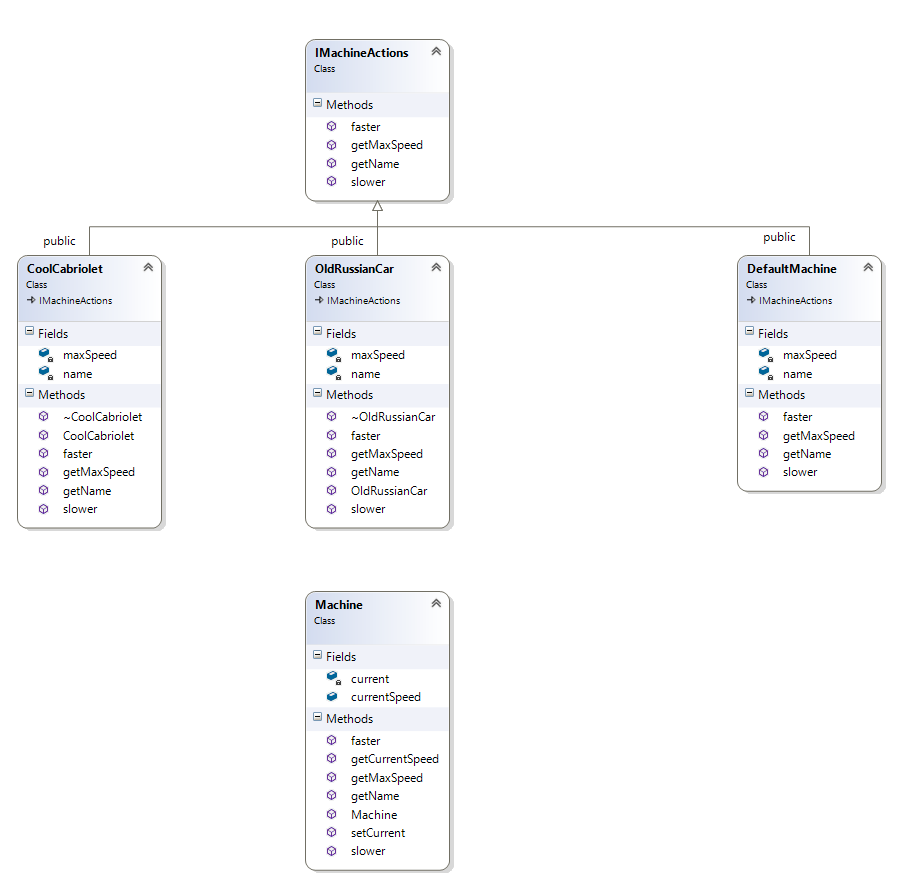 IMachineActions
Class
Methods
faster
getMaxSpeed
getName
slower
public
public
public
CoolCabriolet
Class
IMachineActions
Fields
maxSpeed
name
Methods
~CoolCabriolet
CoolCabriolet
faster
getMaxSpeed
getName
slower
OldRussianCar
Class
IMachineActions
Fields
maxSpeed
name
Methods
~OldRussianCar
faster
getMaxSpeed
getName
OldRussianCar
slower
DefaultMachine
Class
IMachineActions
Fields
maxSpeed
name
Methods
faster
getMaxSpeed
getName
slower
Machine
Class
Fields
current
currentSpeed
Methods
faster
getCurrentSpeed
getMaxSpeed
getName
Machine
setCurrent
slower